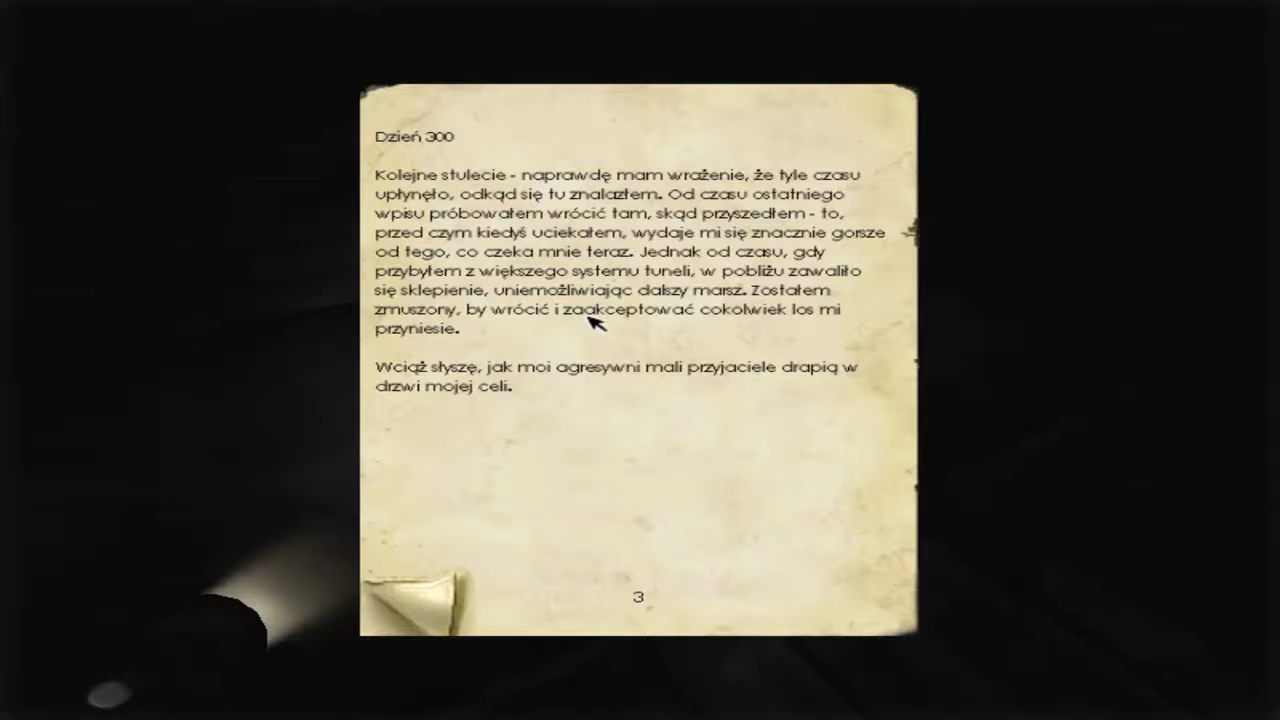 Dzień 300
Kolejne stulecie - naprawdę mam wrażenie, że tyle czasu
upłynęło, odkąd się tu znalazłem. Od czasu ostatniego
wpisu próbowałem wrócić tam, skąd przyszedłem - to,
przed czym kiedyś uciekałem, wydaje mi się znacznie gorsze
od tego, co czeka mnie teraz. Jednak od czasu, gdy
przybyłem z większego systemu tuneli, w pobliżu zawaliło
się sklepienie, uniemożliwiając dalszy marsz. Zostałem
zmuszony, by wrócić i zaakceptować cokolwiek los mi
przyniesie.
Wciąż słyszę, jak moi agresywni mali przyjaciele drapią w
drzwi mojej celi.
3